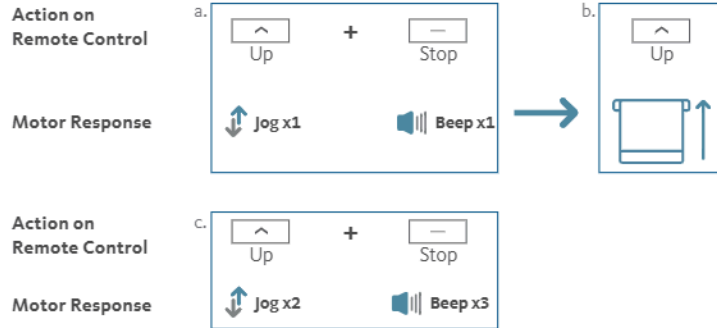 Action on
Remote Control
a.
+
Up
Stop
b.
Up
Motor Response
Jog x1
Beep x1
Action on
Remote Control
c.
+
Up
Stop
Motor Response
Jog x2
Beep x3